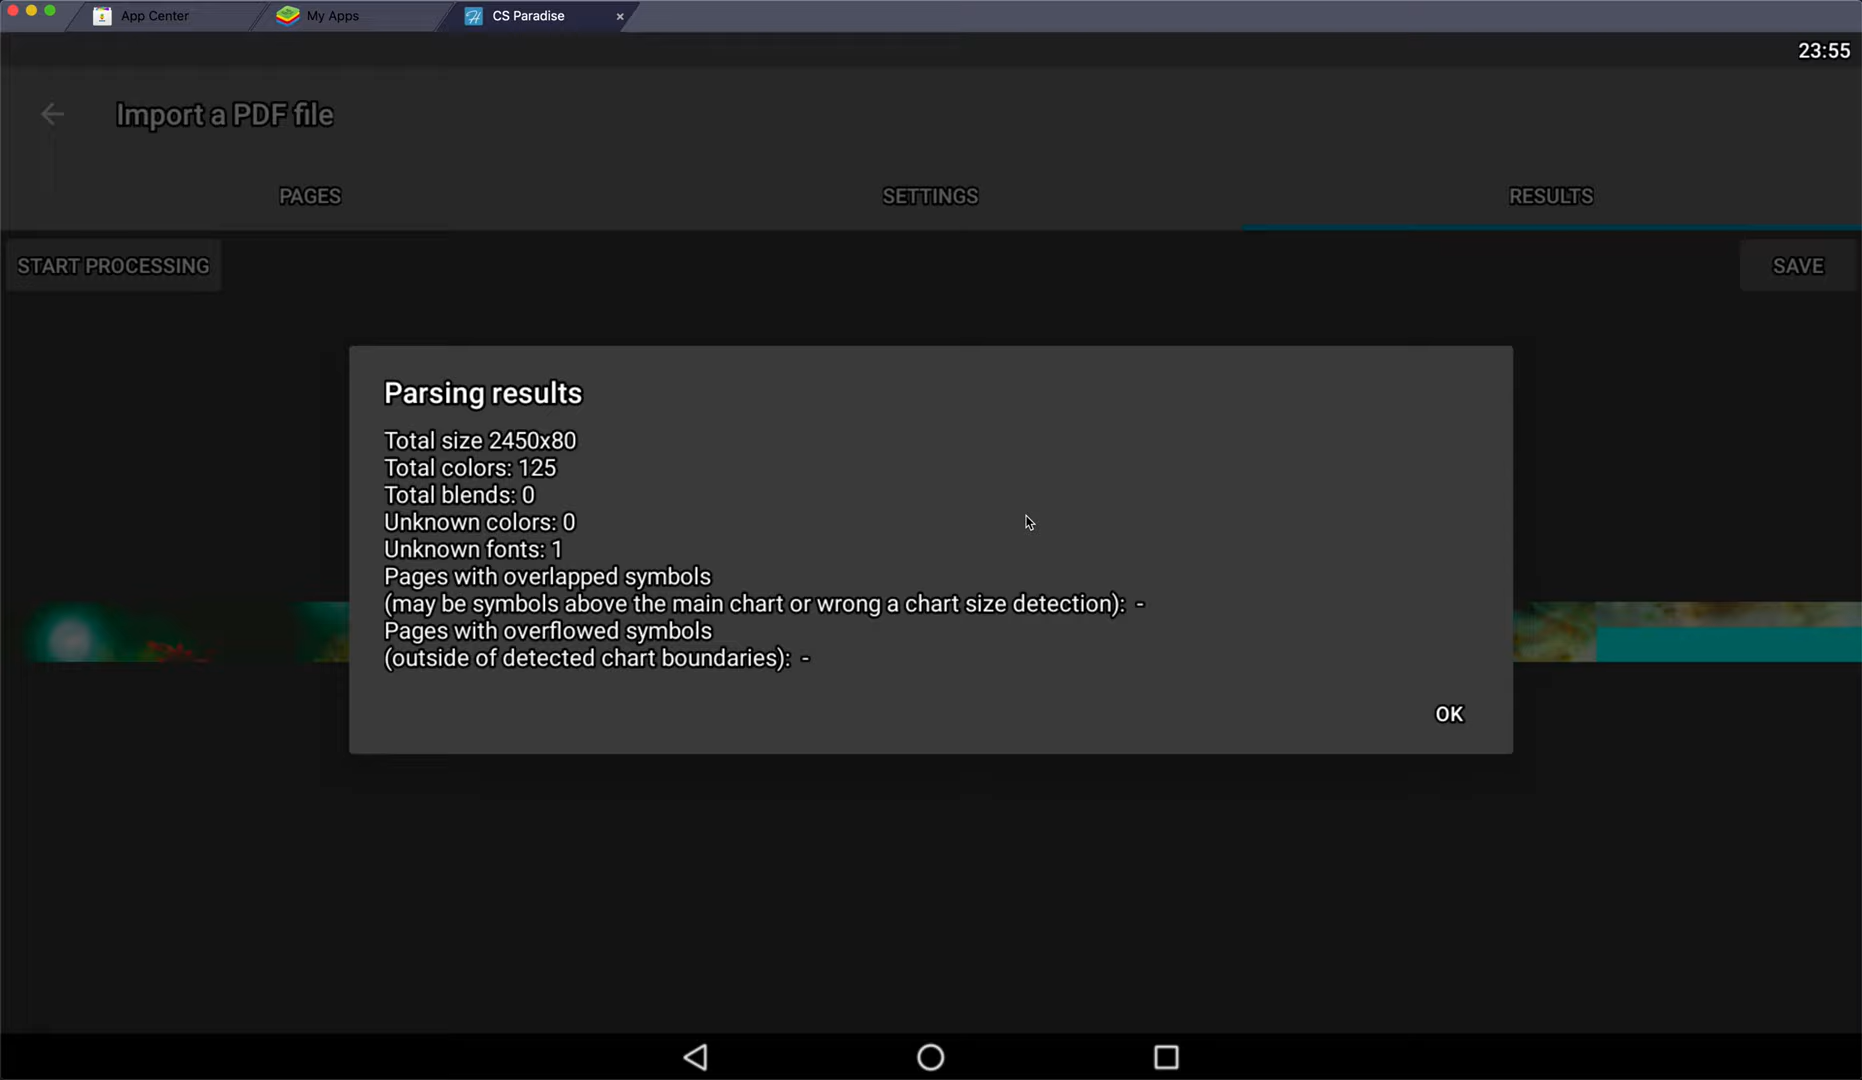 App Center
My Apps
CS Paradise
23:55
Import a PDF file
PAGES
SETTINGS
RESULTS
START PROCESSING
SAVE
Parsing results
Total size 2450x80
Total colors: 125
Total blends: 0
Unknown colors: 0
Unknown fonts: 1
Pages with overlapped symbols
(may be symbols above the main chart or wrong a chart size detection): -
Pages with overflowed symbols
(outside of detected chart boundaries): -
OK